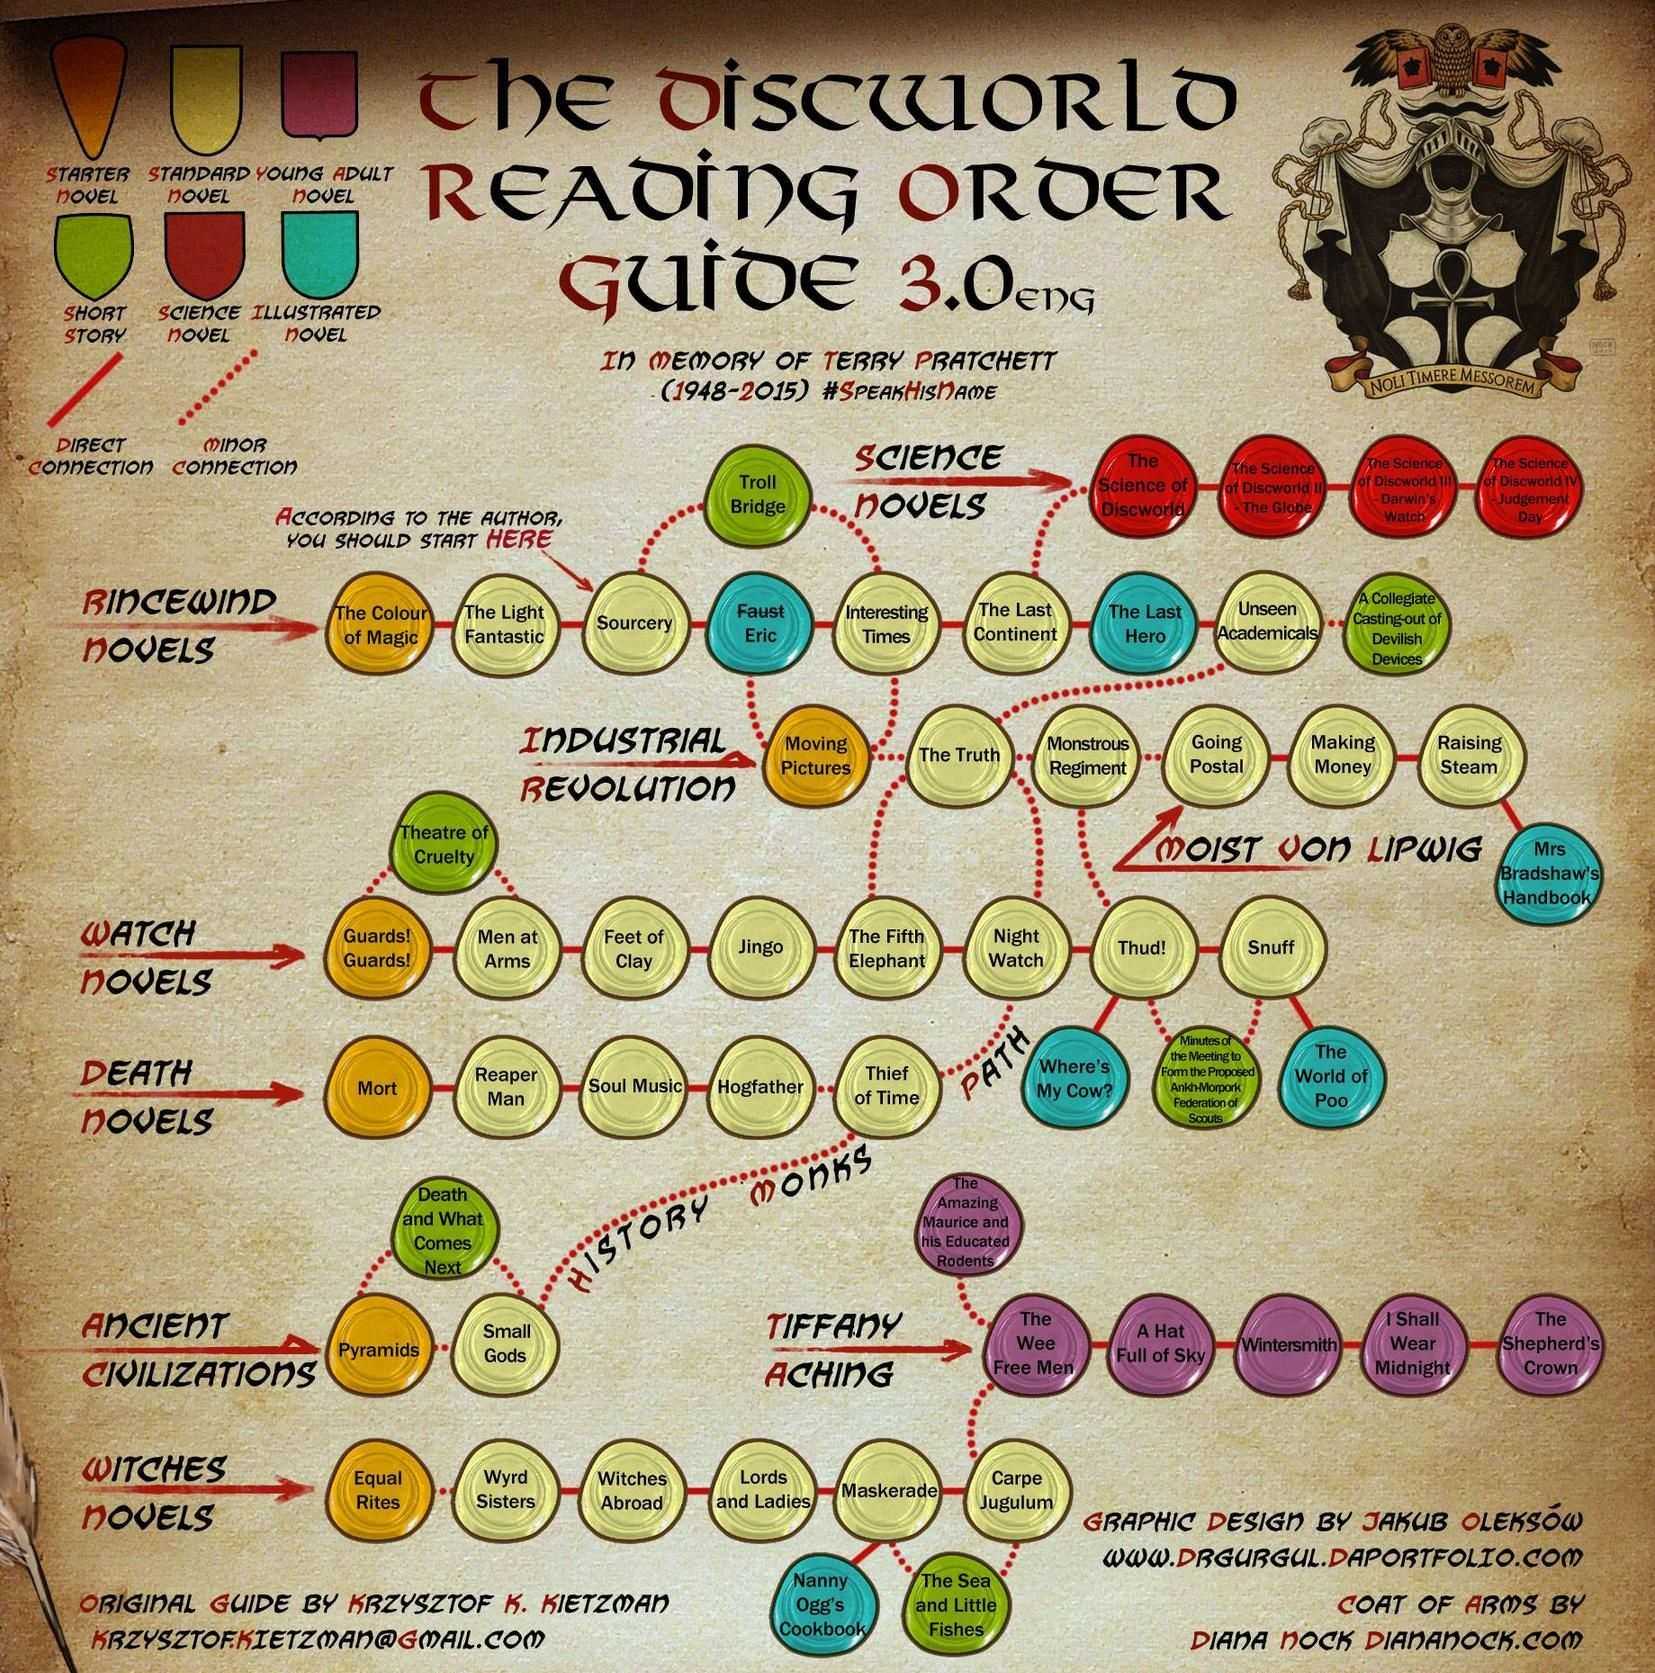 The Discworld
Reading Order
Guide 3.0 ENG
In memory of Terry Pratchett
(1948-2015) #SpeakHisName
Starter
Novel
Standard
Novel
Young Adult
Novel
Short
Story
Science
Novel
Illustrated
Novel
Direct
Connection
Minor
Connection
Noli Timere Messorem
Science
Novels
The
Science of
Discworld
The Science
of Discworld II
- The Globe
The Science
of Discworld III
- Darwin's
Watch
The Science
of Discworld IV
- Judgement
Day
Troll
Bridge
According to the author,
you should start HERE
Rincewind
Novels
The Colour
of Magic
The Light
Fantastic
Sourcery
Faust
Eric
Interesting
Times
The Last
Continent
The Last
Hero
Unseen
Academicals
A Collegiate
Casting-out of
Devilish
Devices
Industrial
Revolution
Moving
Pictures
The Truth
Monstrous
Regiment
Going
Postal
Making
Money
Raising
Steam
Moist von Lipwig
Mrs
Bradshaw's
Handbook
Theatre of
Cruelty
Watch
Novels
Guards!
Guards!
Men at
Arms
Feet of
Clay
Jingo
The Fifth
Elephant
Night
Watch
Thud!
Snuff
Where's
My Cow?
Minutes of
the Meeting to
Form the Proposed
Ankh-Morpork
Federation of
Scouts
The
World of
Poo
Death
Novels
Mort
Reaper
Man
Soul Music
Hogfather
Thief
of Time
Path
History Monks
Death
and What
Comes
Next
Ancient
Civilizations
Pyramids
Small
Gods
The
Amazing
Maurice and
his Educated
Rodents
Tiffany
Aching
The
Wee
Free Men
A Hat
Full of Sky
Wintersmith
I Shall
Wear
Midnight
The
Shepherd's
Crown
Witches
Novels
Equal
Rites
Wyrd
Sisters
Witches
Abroad
Lords
and Ladies
Maskerade
Carpe
Jugulum
Nanny
Ogg's
Cookbook
The Sea
and Little
Fishes
Original Guide by Krzysztof K. Kietzman
Krzysztof.Kietzman@Gmail.com
Graphic Design by Jakub Oleksów
www.DrGurgul.DaPortfolio.com
Coat of Arms by
Diana Nock DianaNock.com